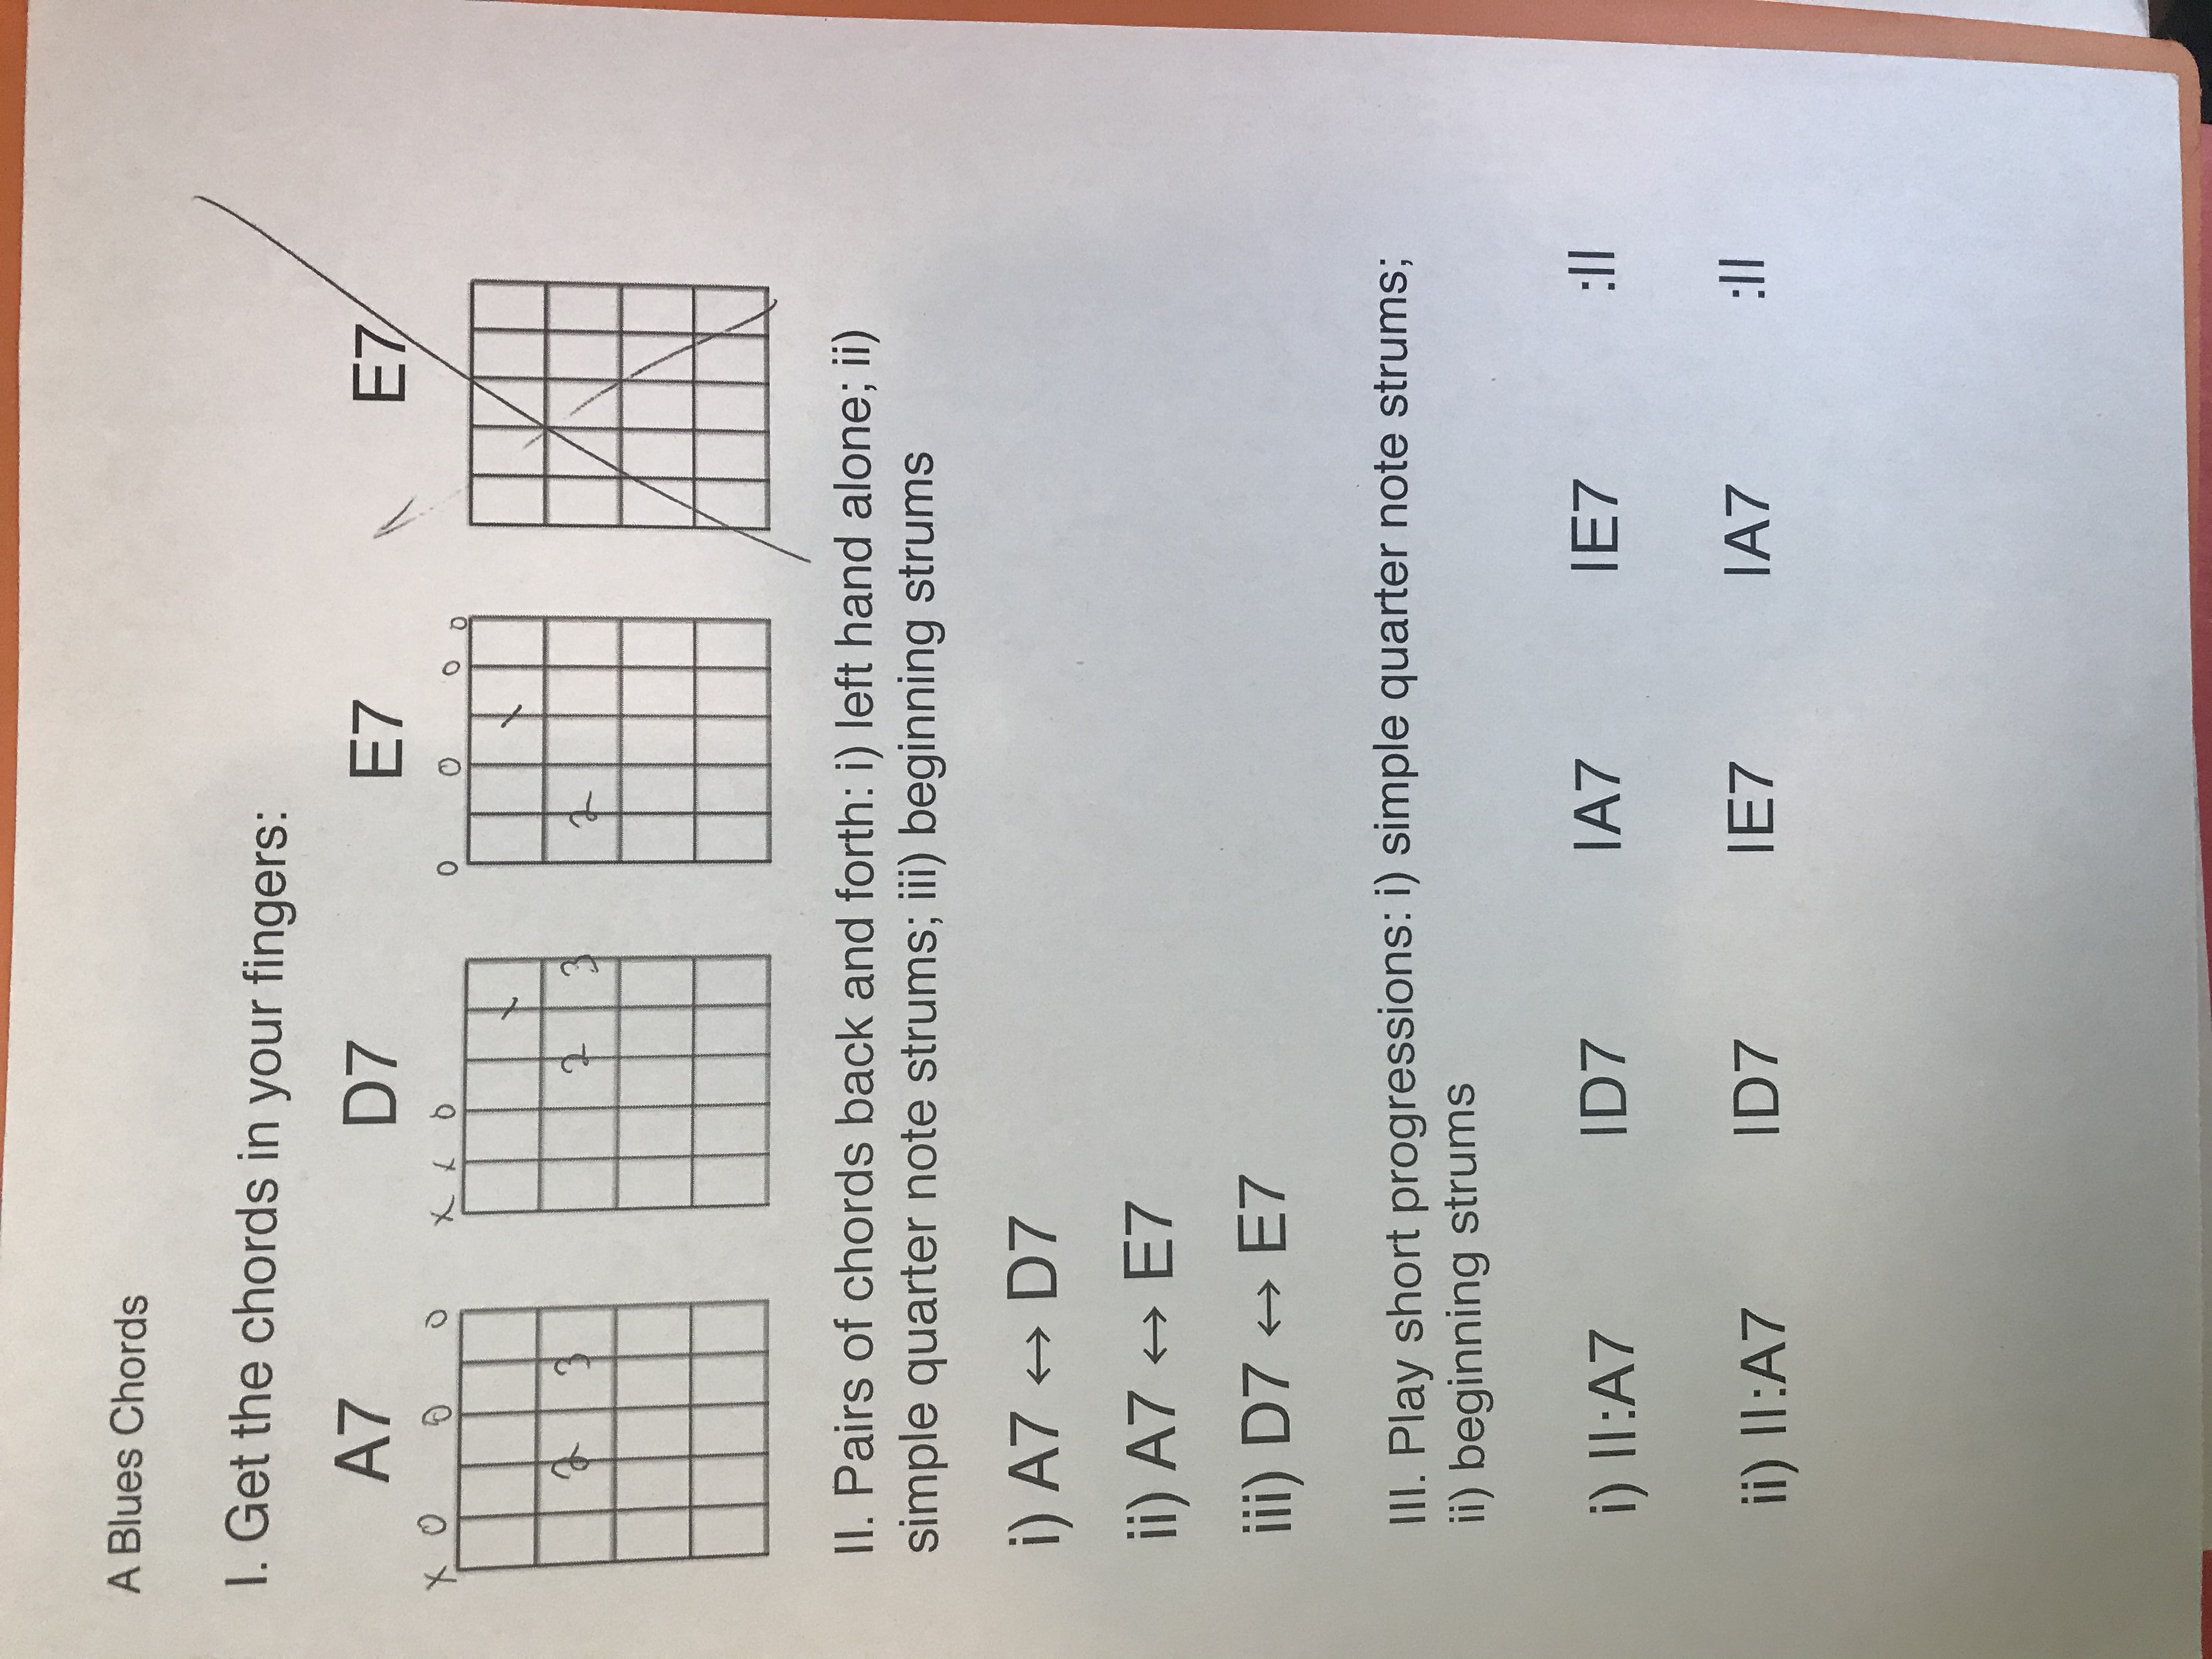 A Blues Chords
I. Get the chords in your fingers:
A7 D7 E7 E7
x o o o x x o o o o o
1 1
2 3 2 3 2
II. Pairs of chords back and forth: i) left hand alone; ii)
simple quarter note strums; iii) beginning strums
i) A7 ↔ D7
ii) A7 ↔ E7
iii) D7 ↔ E7
III. Play short progressions: i) simple quarter note strums;
ii) beginning strums
i) II:A7 ID7 IA7 IE7 :II
ii) II:A7 ID7 IE7 IA7 :II